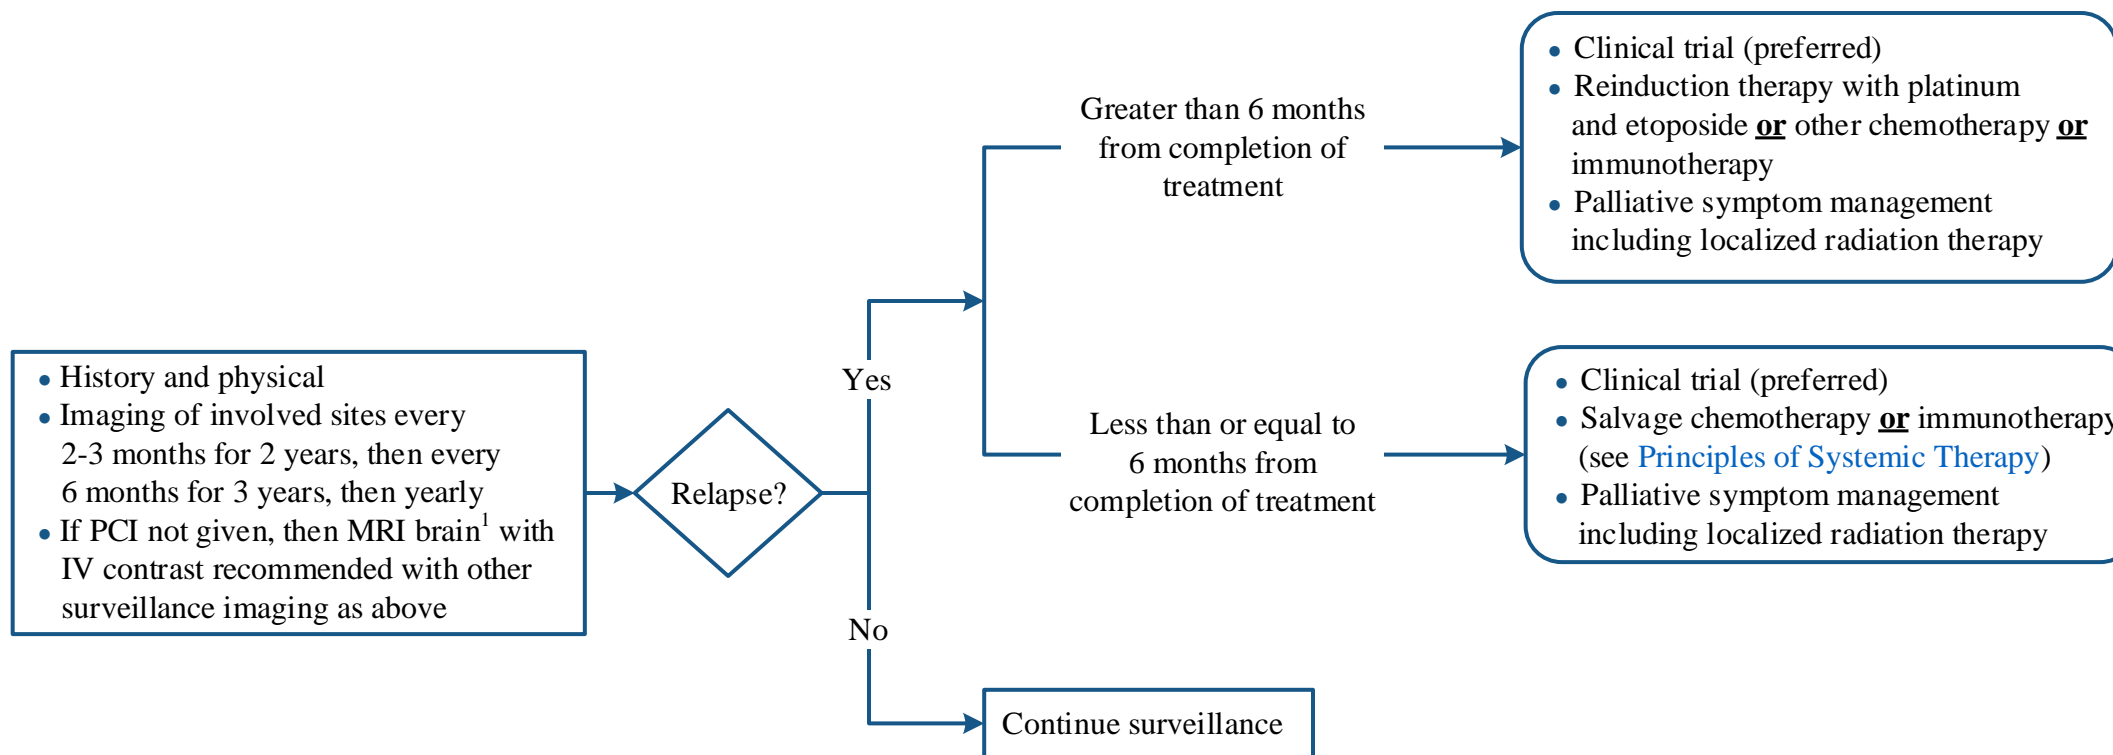 • History and physical
• Imaging of involved sites every
2-3 months for 2 years, then every
6 months for 3 years, then yearly
• If PCI not given, then MRI brain1 with
IV contrast recommended with other
surveillance imaging as above
Relapse?
Yes
No
Greater than 6 months
from completion of
treatment
• Clinical trial (preferred)
• Reinduction therapy with platinum
and etoposide or other chemotherapy or
immunotherapy
• Palliative symptom management
including localized radiation therapy
Less than or equal to
6 months from
completion of treatment
• Clinical trial (preferred)
• Salvage chemotherapy or immunotherapy
(see Principles of Systemic Therapy)
• Palliative symptom management
including localized radiation therapy
Continue surveillance